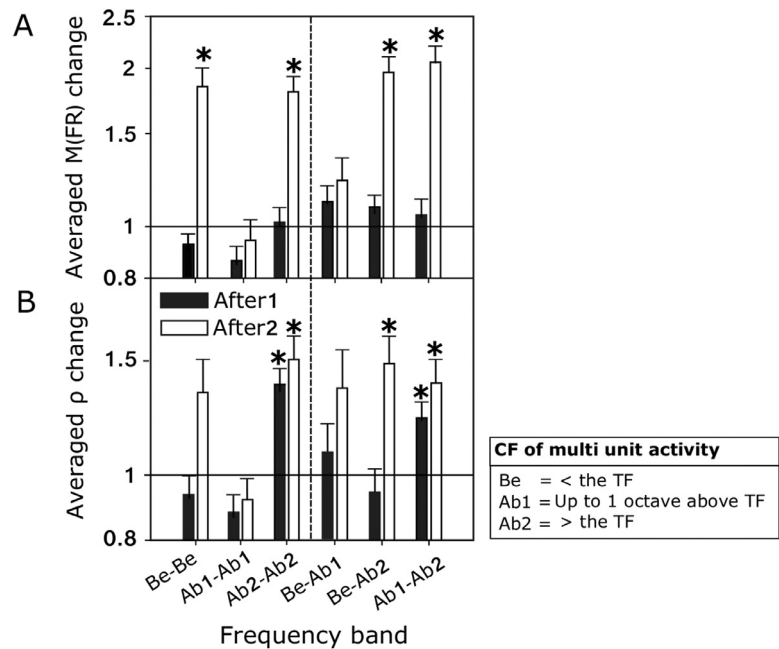 A
Averaged M(FR) change
2.5
2
1.5
1
0.8
* * * *
B
Averaged ρ change
After1
After2
1.5
1
0.8
* * * * *
Be-Be
Ab1-Ab1
Ab2-Ab2
Be-Ab1
Be-Ab2
Ab1-Ab2
Frequency band
CF of multi unit activity
Be = < the TF
Ab1 = Up to 1 octave above TF
Ab2 = > the TF